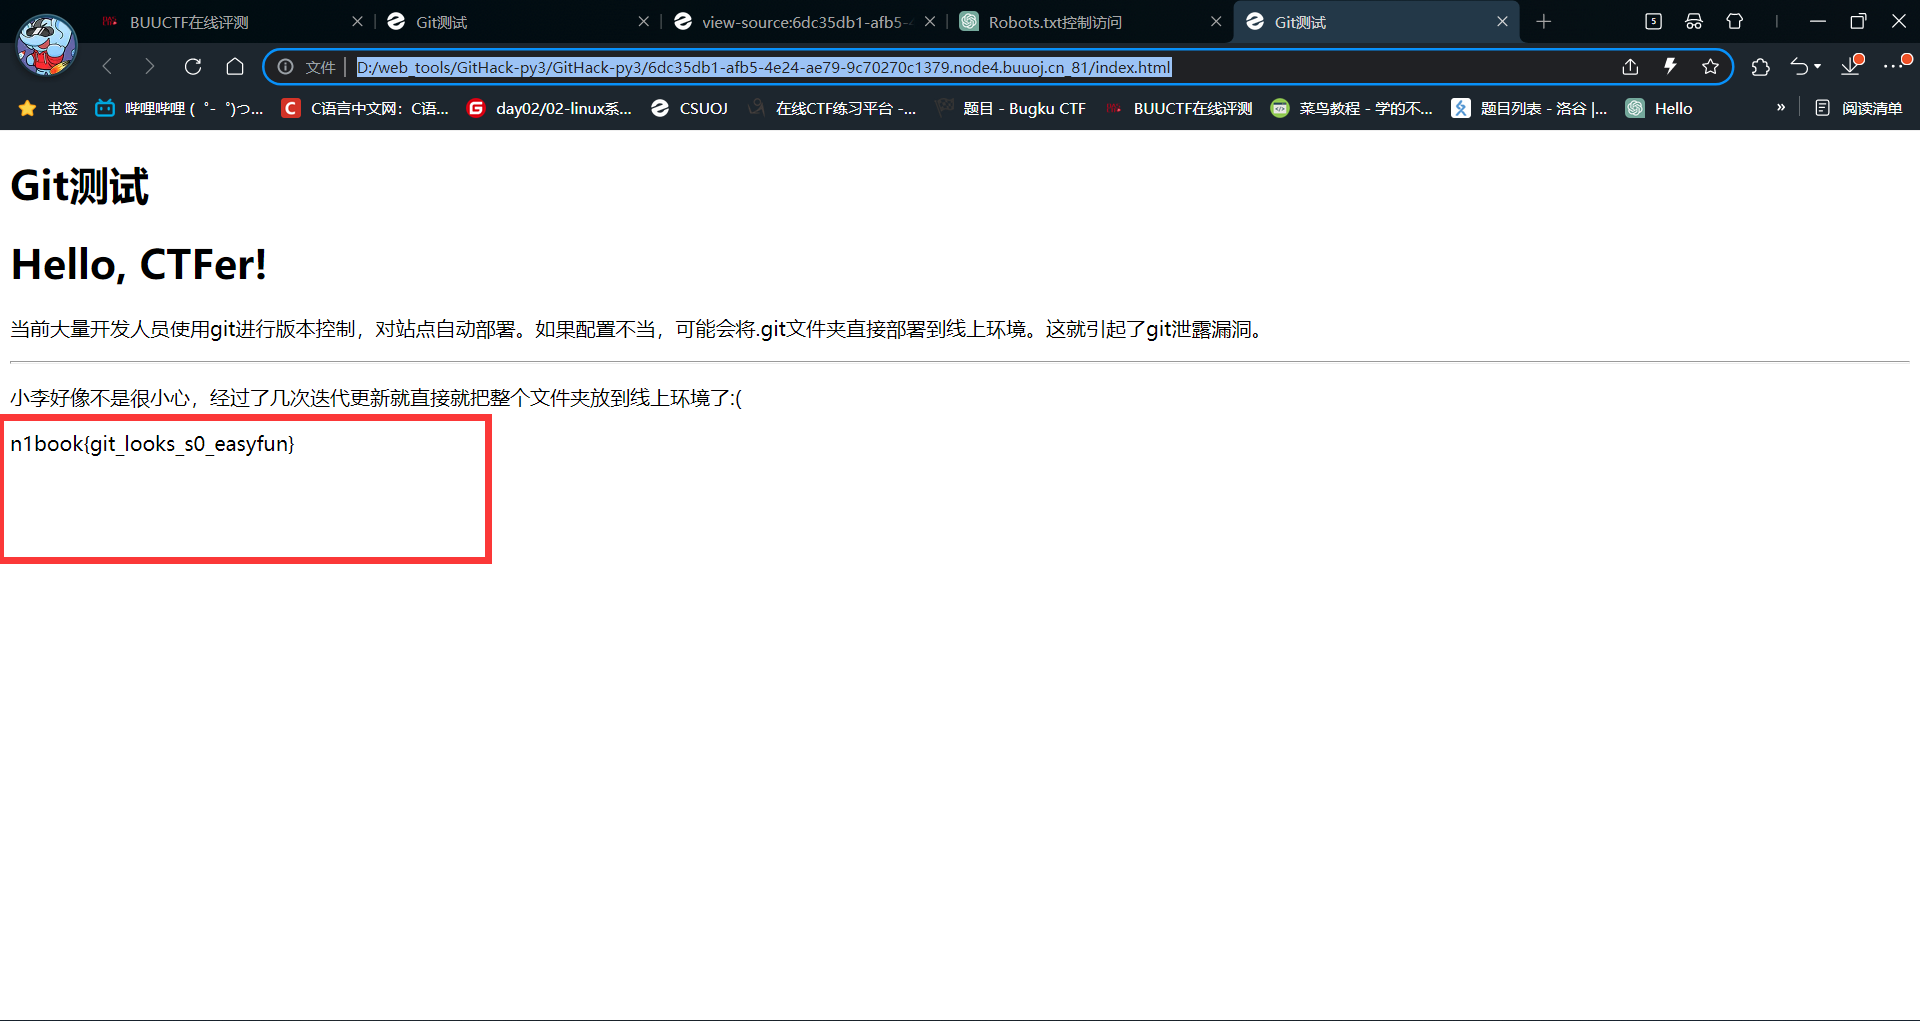 BUUCTF在线评测
Git测试
view-source:6dc35db1-afb5-
Robots.txt控制访问
Git测试
5
文件
D:/web_tools/GitHack-py3/GitHack-py3/6dc35db1-afb5-4e24-ae79-9c70270c1379.node4.buuoj.cn_81/index.html
书签
哔哩哔哩 (゜-゜)つ...
C语言中文网：C语...
day02/02-linux系...
CSUOJ
在线CTF练习平台 -...
题目 - Bugku CTF
BUUCTF在线评测
菜鸟教程 - 学的不...
题目列表 - 洛谷 |...
Hello
»
阅读清单
Git测试
Hello, CTFer!
当前大量开发人员使用git进行版本控制，对站点自动部署。如果配置不当，可能会将.git文件夹直接部署到线上环境。这就引起了git泄露漏洞。
小李好像不是很小心，经过了几次迭代更新就直接就把整个文件夹放到线上环境了:(
n1book{git_looks_s0_easyfun}